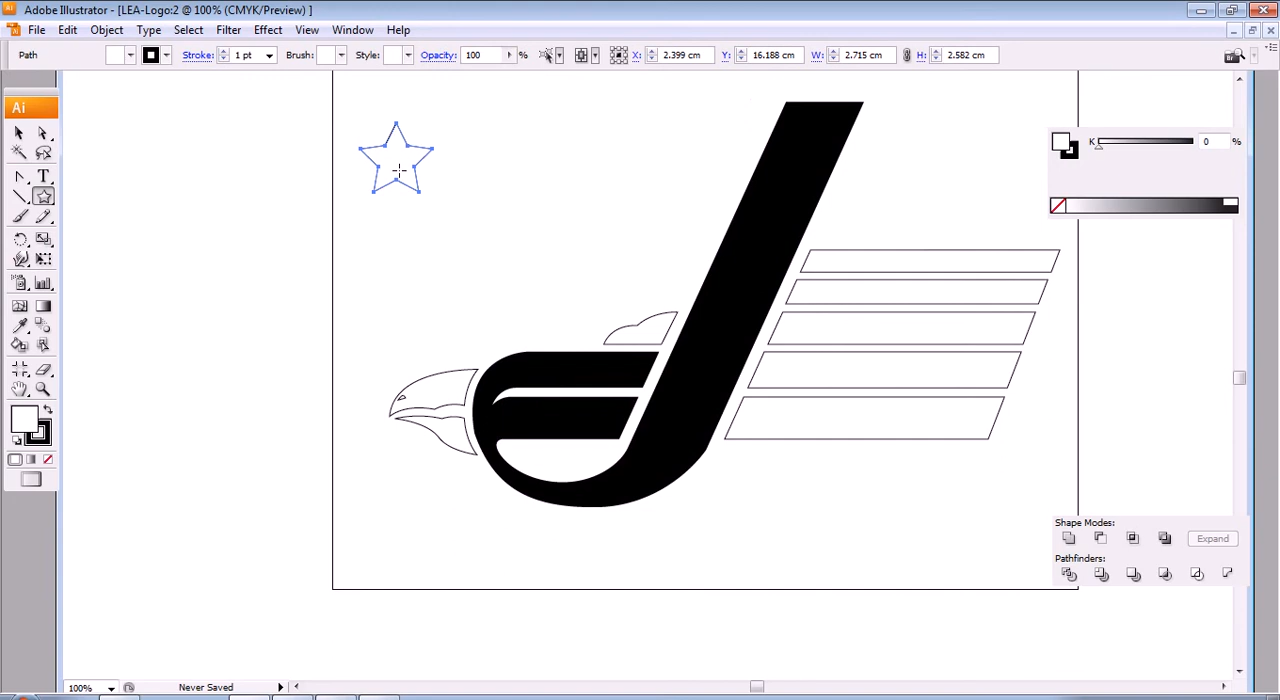 Adobe Illustrator - [LEA-Logo:2 @ 100% (CMYK/Preview) ]
File Edit Object Type Select Filter Effect View Window Help
Path Stroke: 1 pt Brush: Style: Opacity: 100 % X: 2.399 cm Y: 16.188 cm W: 2.715 cm H: 2.582 cm
Ai
K 0 %
T
Shape Modes:
Expand
Pathfinders:
100% Never Saved